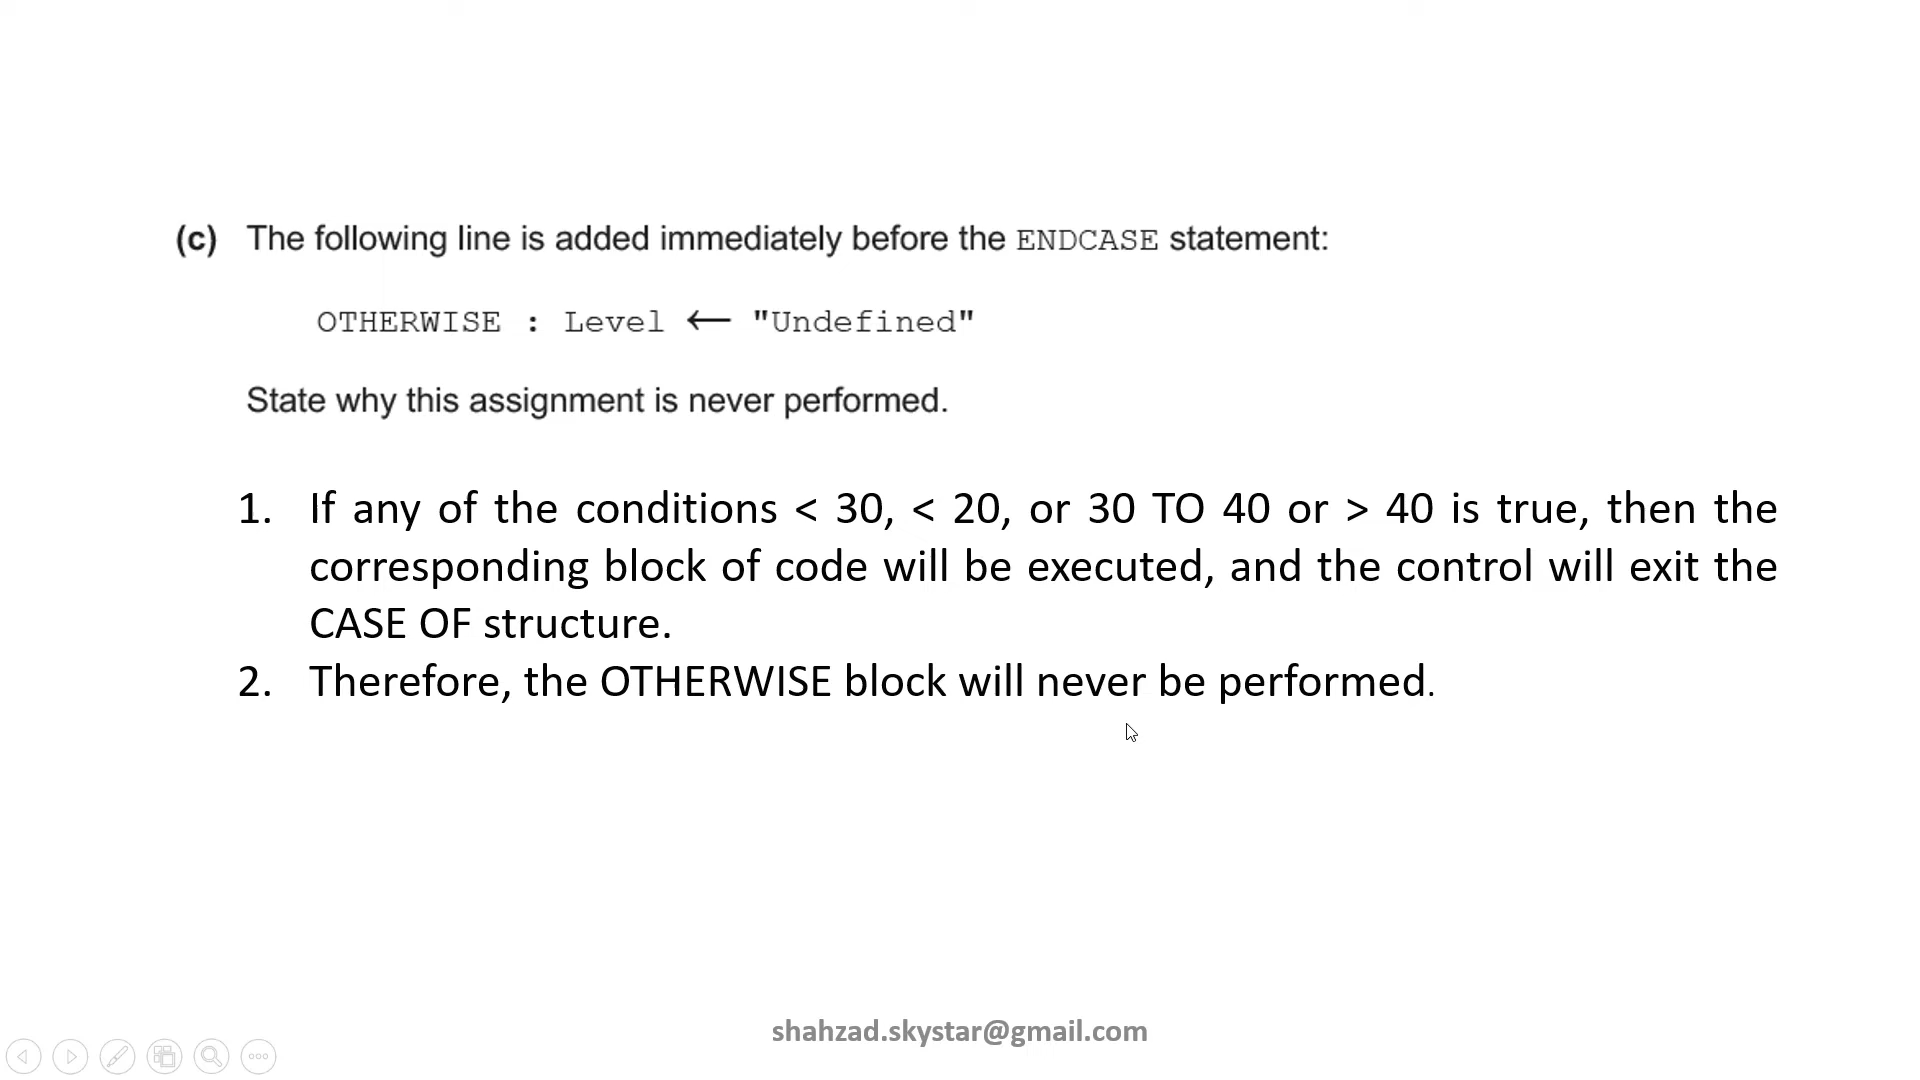 (c) The following line is added immediately before the ENDCASE statement:
OTHERWISE : Level ← "Undefined"
State why this assignment is never performed.
1. If any of the conditions < 30, < 20, or 30 TO 40 or > 40 is true, then the
corresponding block of code will be executed, and the control will exit the
CASE OF structure.
2. Therefore, the OTHERWISE block will never be performed.
shahzad.skystar@gmail.com